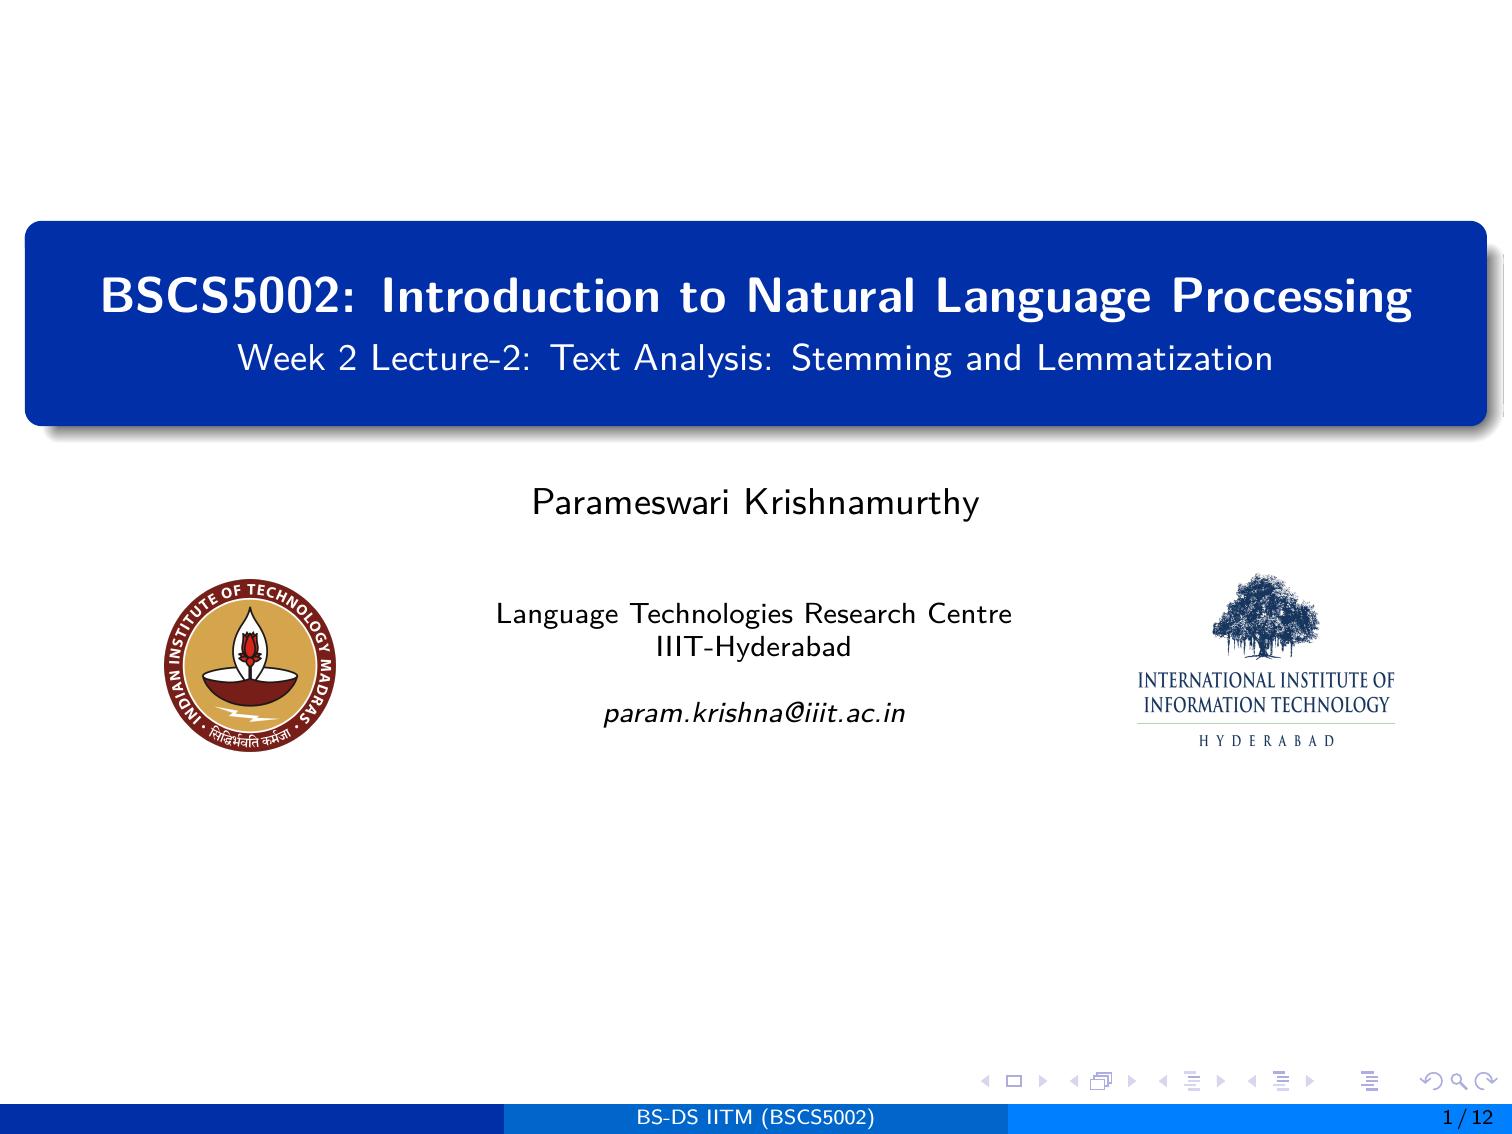 BSCS5002: Introduction to Natural Language Processing
Week 2 Lecture-2: Text Analysis: Stemming and Lemmatization
Parameswari Krishnamurthy
INDIAN INSTITUTE OF TECHNOLOGY MADRAS
सिद्धिर्भवति कर्मजा
Language Technologies Research Centre
IIIT-Hyderabad
param.krishna@iiit.ac.in
INTERNATIONAL INSTITUTE OF
INFORMATION TECHNOLOGY
HYDERABAD
BS-DS IITM (BSCS5002)
1 / 12